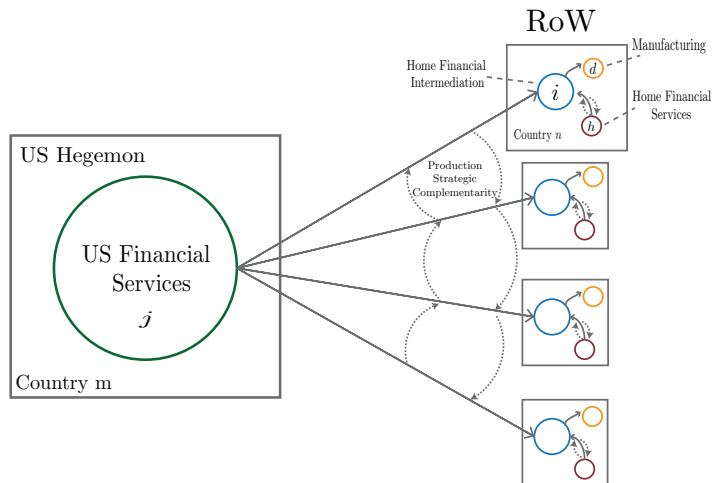 RoW
Manufacturing
Home Financial
Intermediation
d
i
Home Financial
Services
h
Country n
US Hegemon
Production
Strategic
Complementarity
US Financial
Services
j
Country m